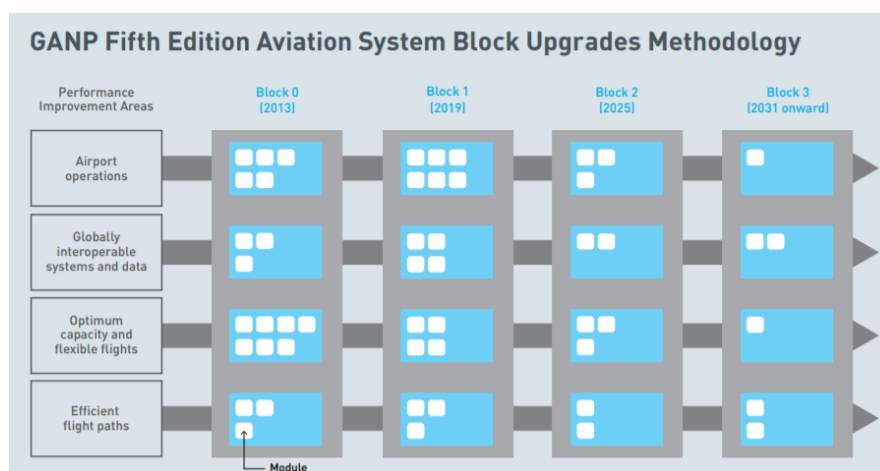 GANP Fifth Edition Aviation System Block Upgrades Methodology
Performance
Improvement Areas
Block 0
(2013)
Block 1
(2019)
Block 2
(2025)
Block 3
(2031 onward)
Airport
operations
Globally
interoperable
systems and data
Optimum
capacity and
flexible flights
Efficient
flight paths
Module